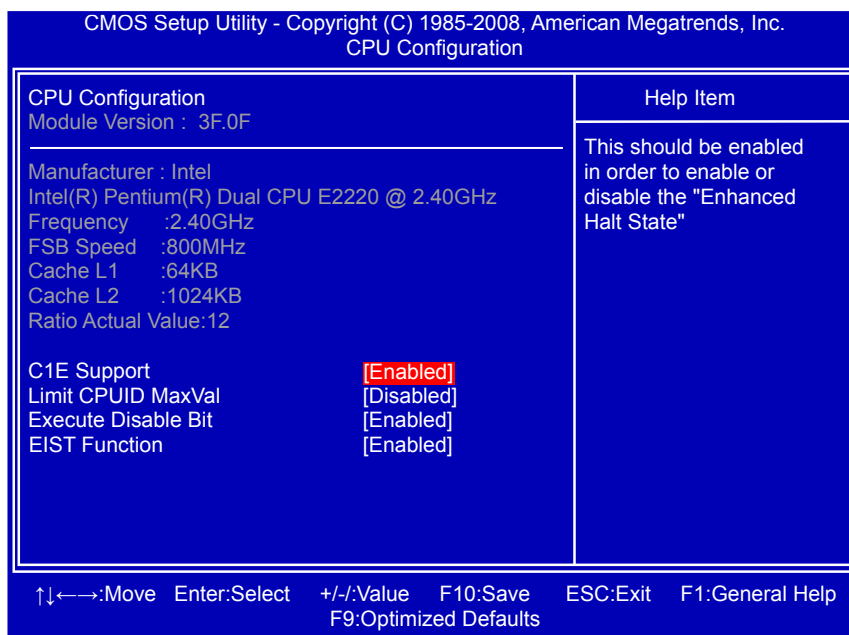 CMOS Setup Utility - Copyright (C) 1985-2008, American Megatrends, Inc.
CPU Configuration
CPU Configuration
Module Version : 3F.0F
Manufacturer : Intel
Intel(R) Pentium(R) Dual CPU E2220 @ 2.40GHz
Frequency :2.40GHz
FSB Speed :800MHz
Cache L1 :64KB
Cache L2 :1024KB
Ratio Actual Value:12
C1E Support [Enabled]
Limit CPUID MaxVal [Disabled]
Execute Disable Bit [Enabled]
EIST Function [Enabled]
Help Item
This should be enabled
in order to enable or
disable the "Enhanced
Halt State"
↑↓←→:Move Enter:Select +/-/:Value F10:Save ESC:Exit F1:General Help
F9:Optimized Defaults